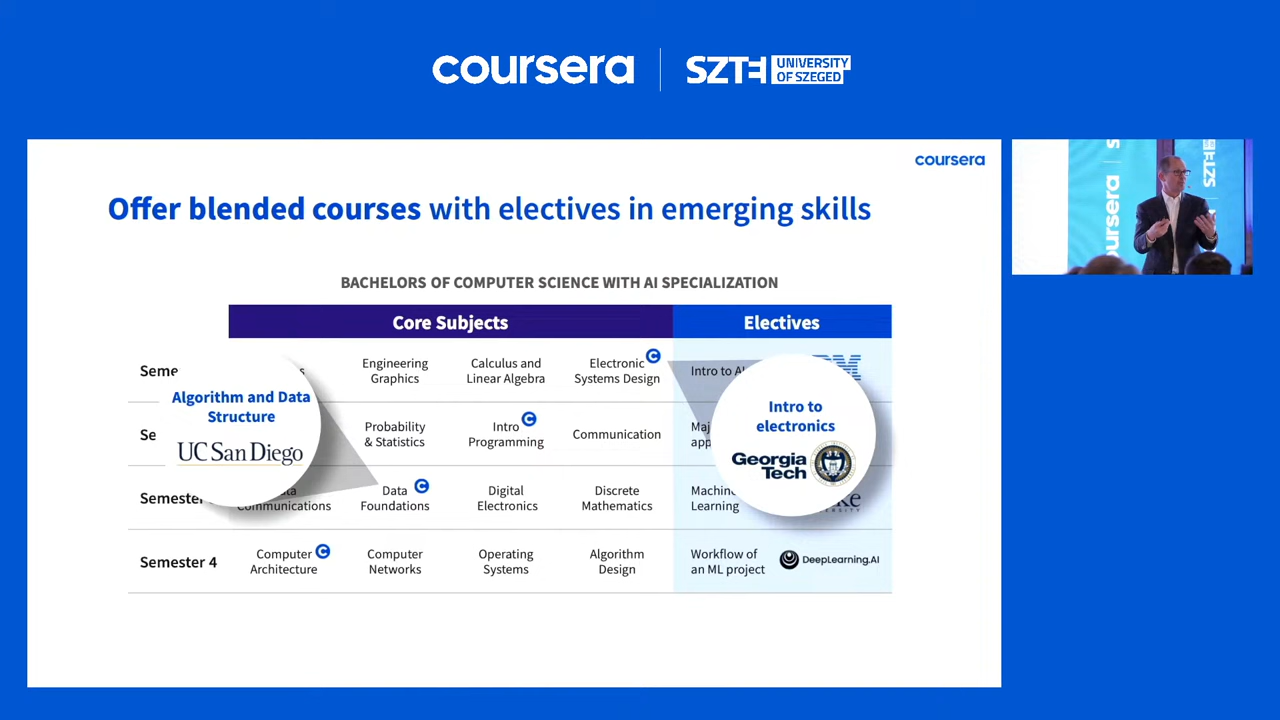 coursera
SZTE UNIVERSITY
OF SZEGED
coursera
Offer blended courses with electives in emerging skills
BACHELORS OF COMPUTER SCIENCE WITH AI SPECIALIZATION
Core Subjects
Electives
Engineering
Graphics
Calculus and
Linear Algebra
Electronic
Systems Design
Intro to
Algorithm and Data
Structure
UC San Diego
Probability
& Statistics
Intro
Programming
Communication
Intro to
electronics
Georgia
Tech
Semester
Communications
Data
Foundations
Digital
Electronics
Discrete
Mathematics
Machine
Learning
Semester 4
Computer
Architecture
Computer
Networks
Operating
Systems
Algorithm
Design
Workflow of
an ML project
DeepLearning.AI
SZTE